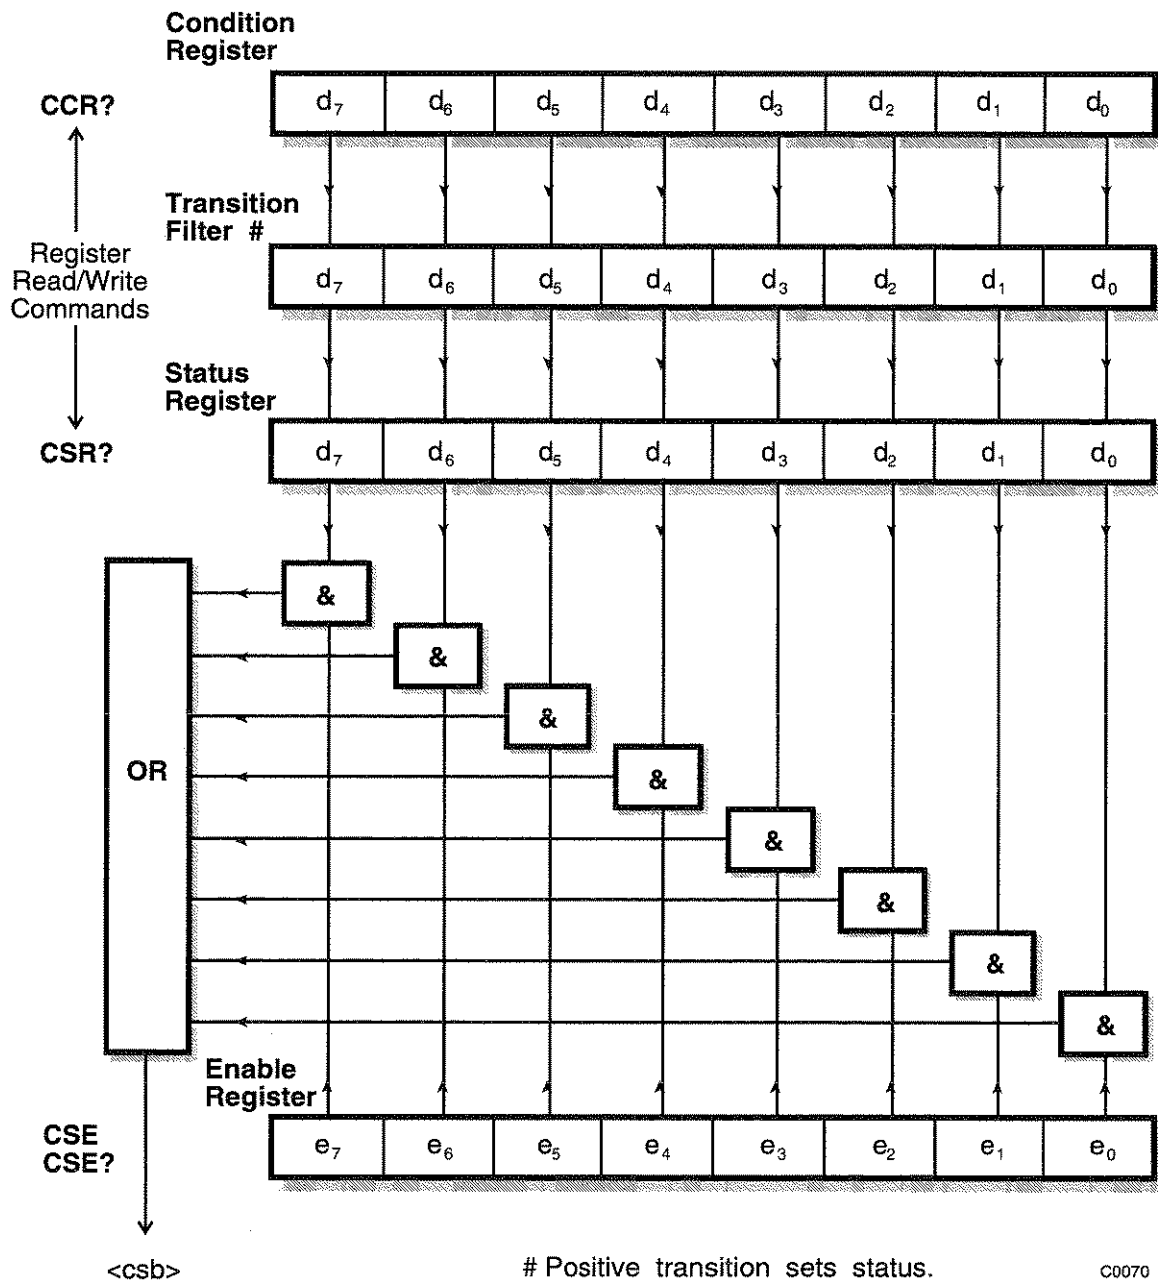 Condition
Register
CCR?
d₇ d₆ d₅ d₄ d₃ d₂ d₁ d₀
Transition
Filter #
Register
Read/Write
Commands
d₇ d₆ d₅ d₄ d₃ d₂ d₁ d₀
Status
Register
CSR?
d₇ d₆ d₅ d₄ d₃ d₂ d₁ d₀
&
&
&
&
&
&
&
&
OR
Enable
Register
CSE
CSE?
e₇ e₆ e₅ e₄ e₃ e₂ e₁ e₀
<csb>
# Positive transition sets status.
C0070